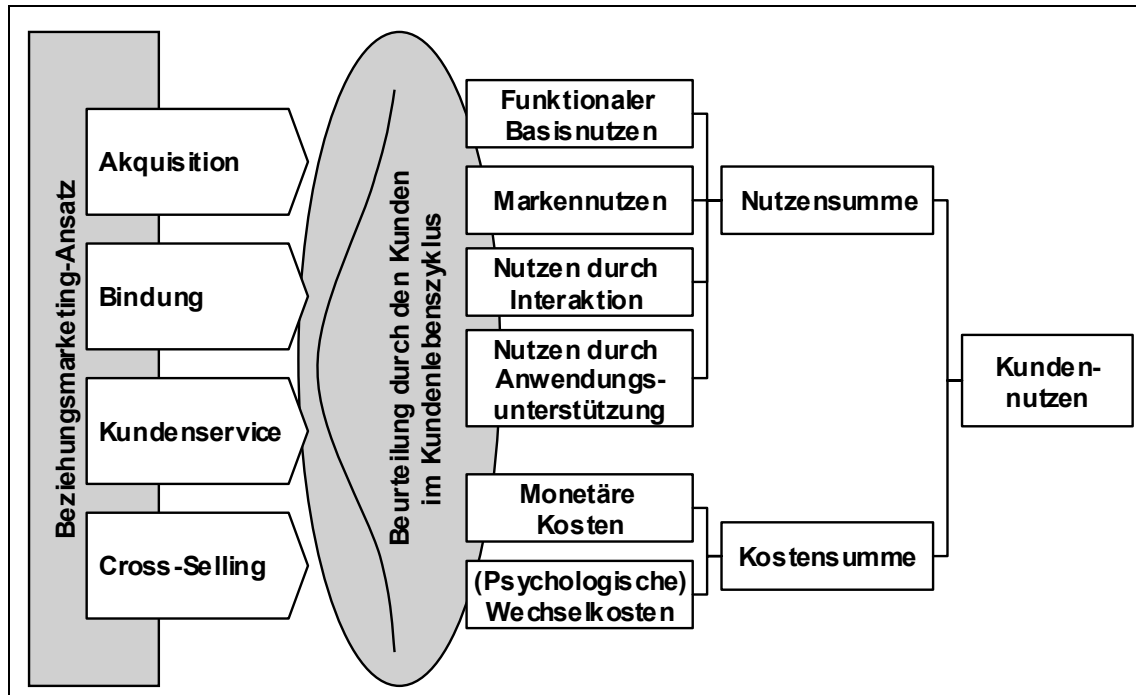 Beziehungsmarketing-Ansatz
Akquisition
Bindung
Kundenservice
Cross-Selling
Beurteilung durch den Kunden
im Kundenlebenszyklus
Funktionaler
Basisnutzen
Markennutzen
Nutzen durch
Interaktion
Nutzen durch
Anwendungs-
unterstützung
Monetäre
Kosten
(Psychologische)
Wechselkosten
Nutzensumme
Kostensumme
Kunden-
nutzen